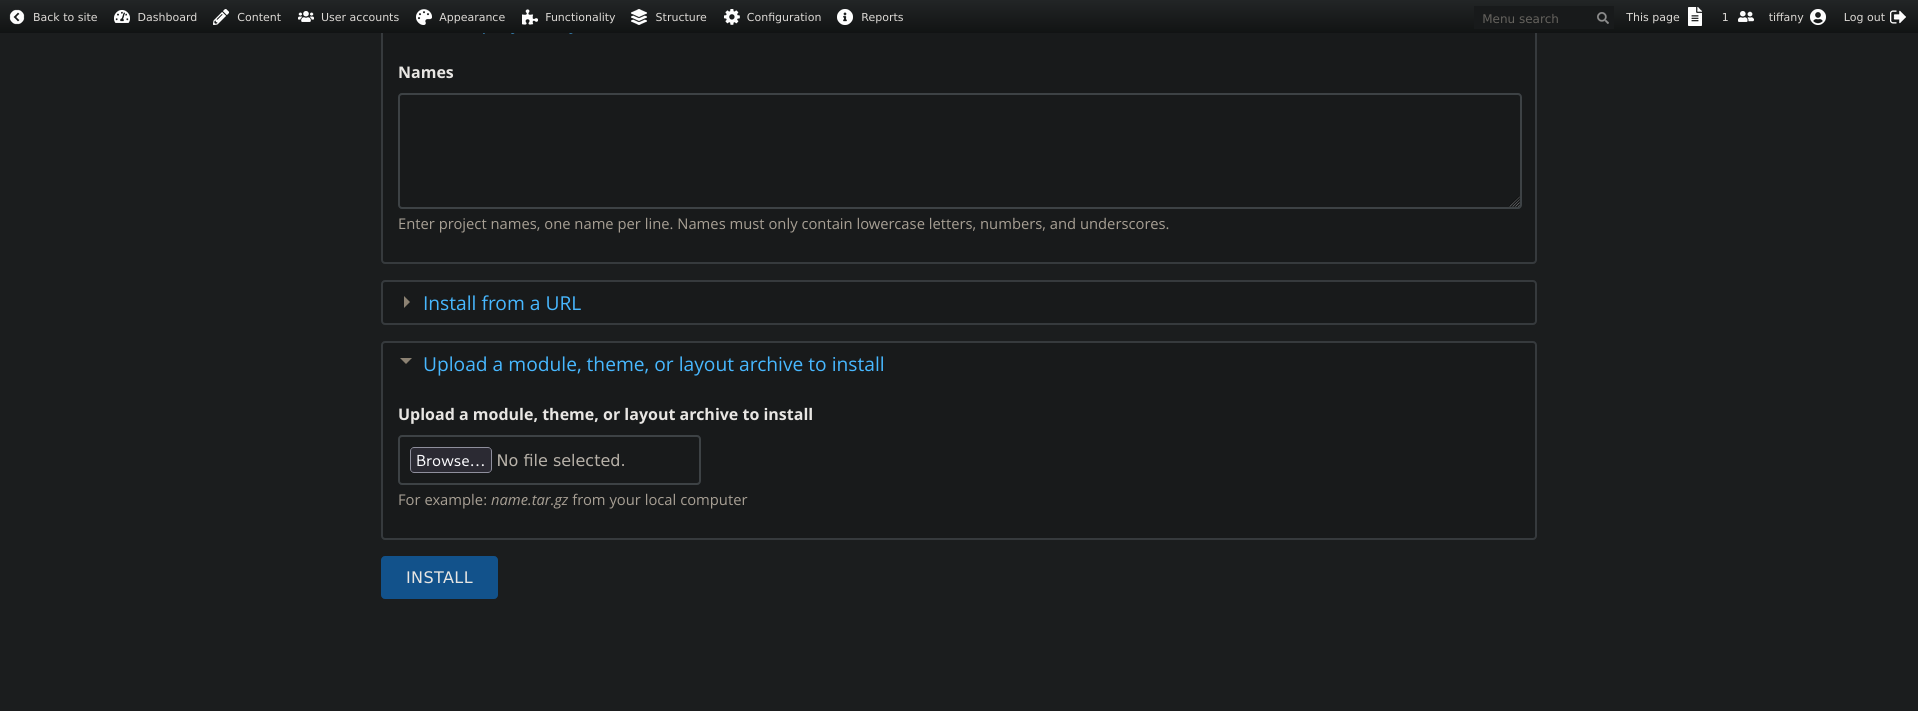 Back to site Dashboard Content User accounts Appearance Functionality Structure Configuration Reports Menu search This page 1 tiffany Log out
Names
Enter project names, one name per line. Names must only contain lowercase letters, numbers, and underscores.
Install from a URL
Upload a module, theme, or layout archive to install
Upload a module, theme, or layout archive to install
Browse... No file selected.
For example: name.tar.gz from your local computer
INSTALL